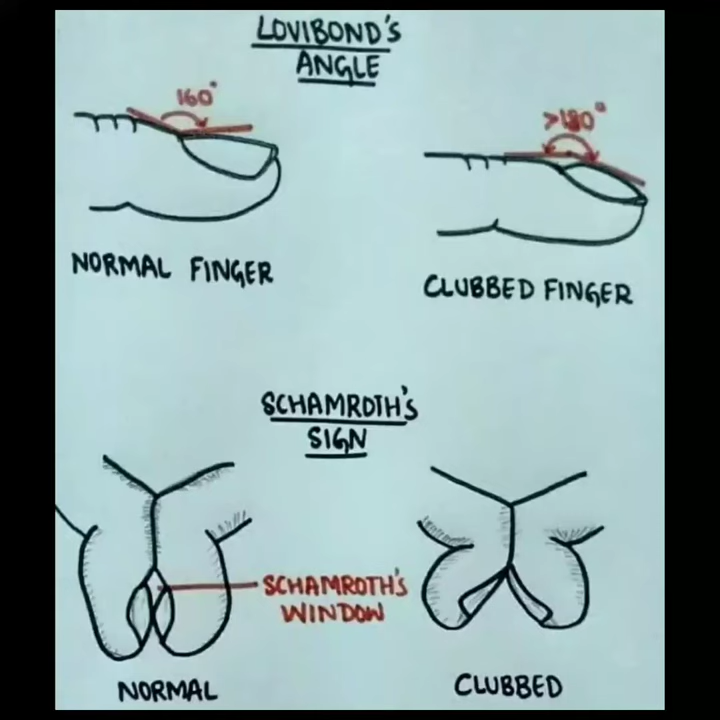 LOVIBOND'S
ANGLE
160°
>180°
NORMAL FINGER
CLUBBED FINGER
SCHAMROTH'S
SIGN
SCHAMROTH'S
WINDOW
NORMAL
CLUBBED